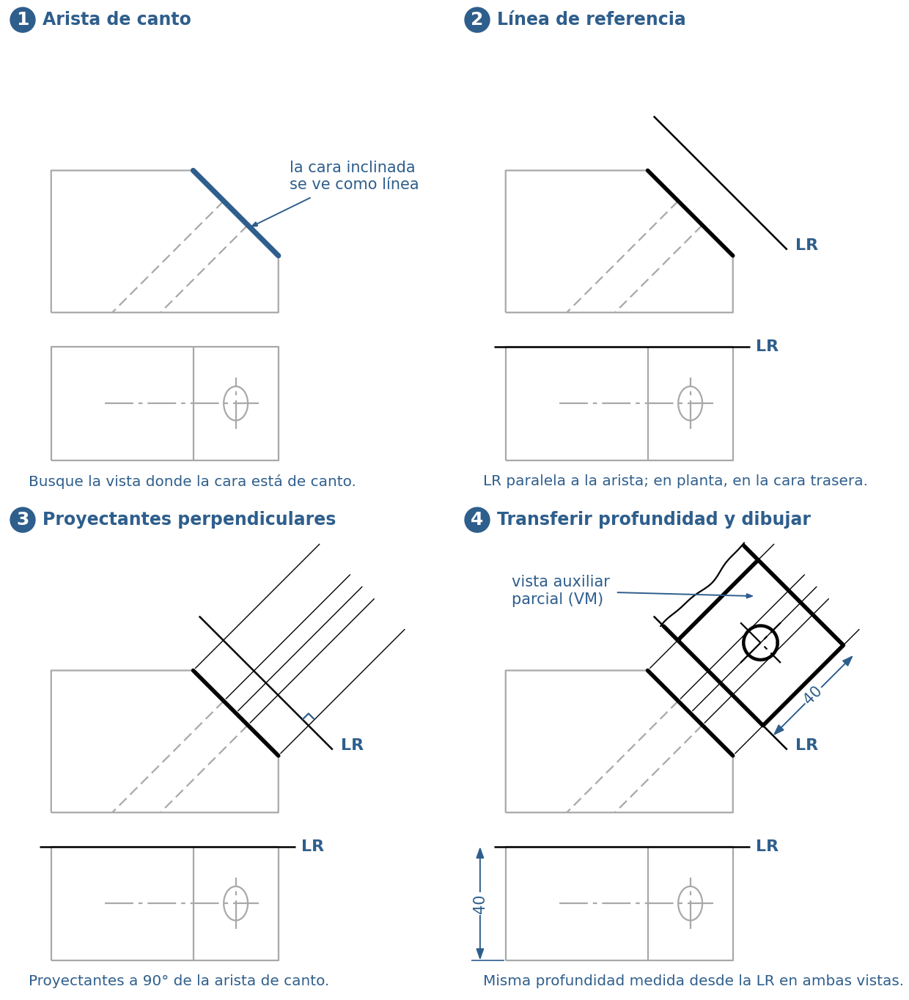 1 Arista de canto
la cara inclinada
se ve como línea
Busque la vista donde la cara está de canto.
2 Línea de referencia
LR
LR
LR paralela a la arista; en planta, en la cara trasera.
3 Proyectantes perpendiculares
LR
LR
Proyectantes a 90° de la arista de canto.
4 Transferir profundidad y dibujar
vista auxiliar
parcial (VM)
40
LR
LR
40
Misma profundidad medida desde la LR en ambas vistas.